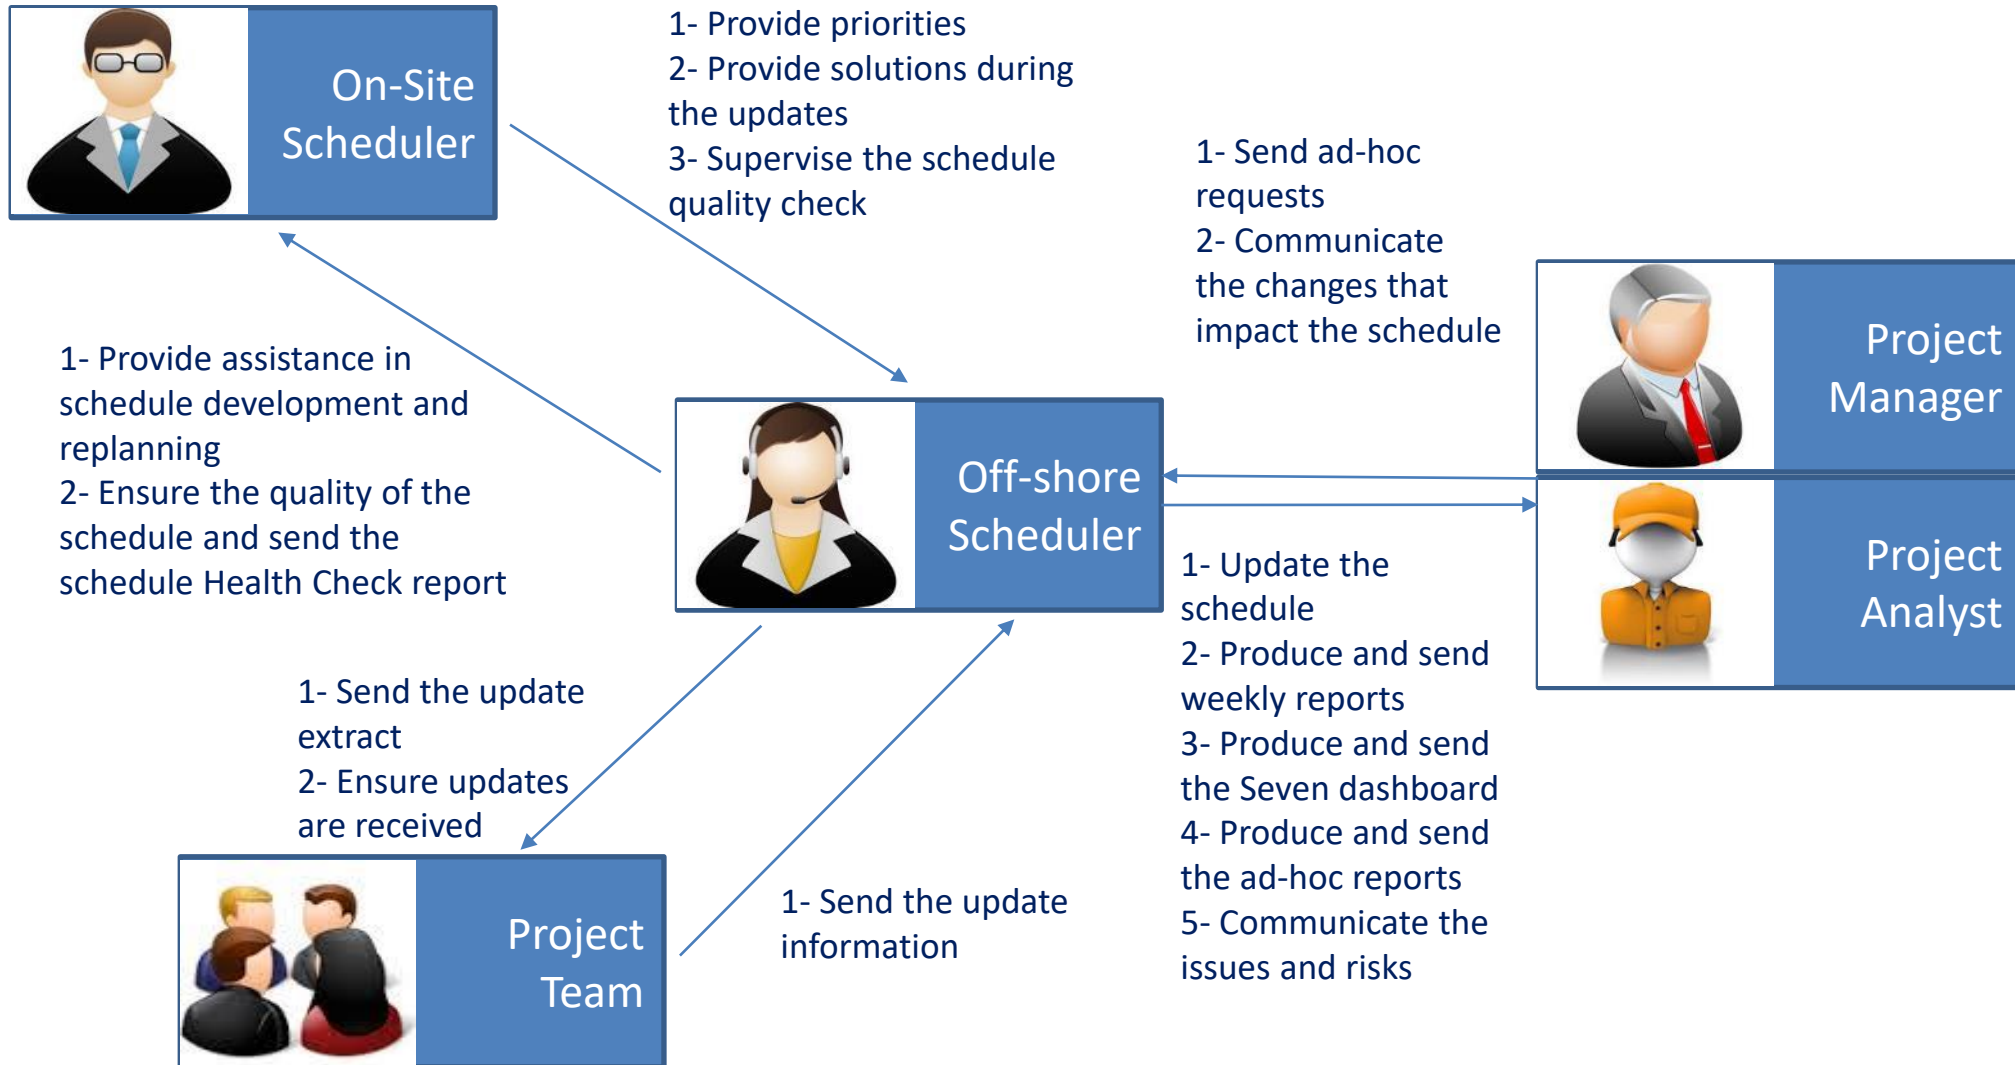 On-Site
Scheduler
1- Provide priorities
2- Provide solutions during
the updates
3- Supervise the schedule
quality check
1- Send ad-hoc
requests
2- Communicate
the changes that
impact the schedule
Project
Manager
1- Provide assistance in
schedule development and
replanning
2- Ensure the quality of the
schedule and send the
schedule Health Check report
Off-shore
Scheduler
Project
Analyst
1- Update the
schedule
2- Produce and send
weekly reports
3- Produce and send
the Seven dashboard
4- Produce and send
the ad-hoc reports
5- Communicate the
issues and risks
1- Send the update
extract
2- Ensure updates
are received
1- Send the update
information
Project
Team